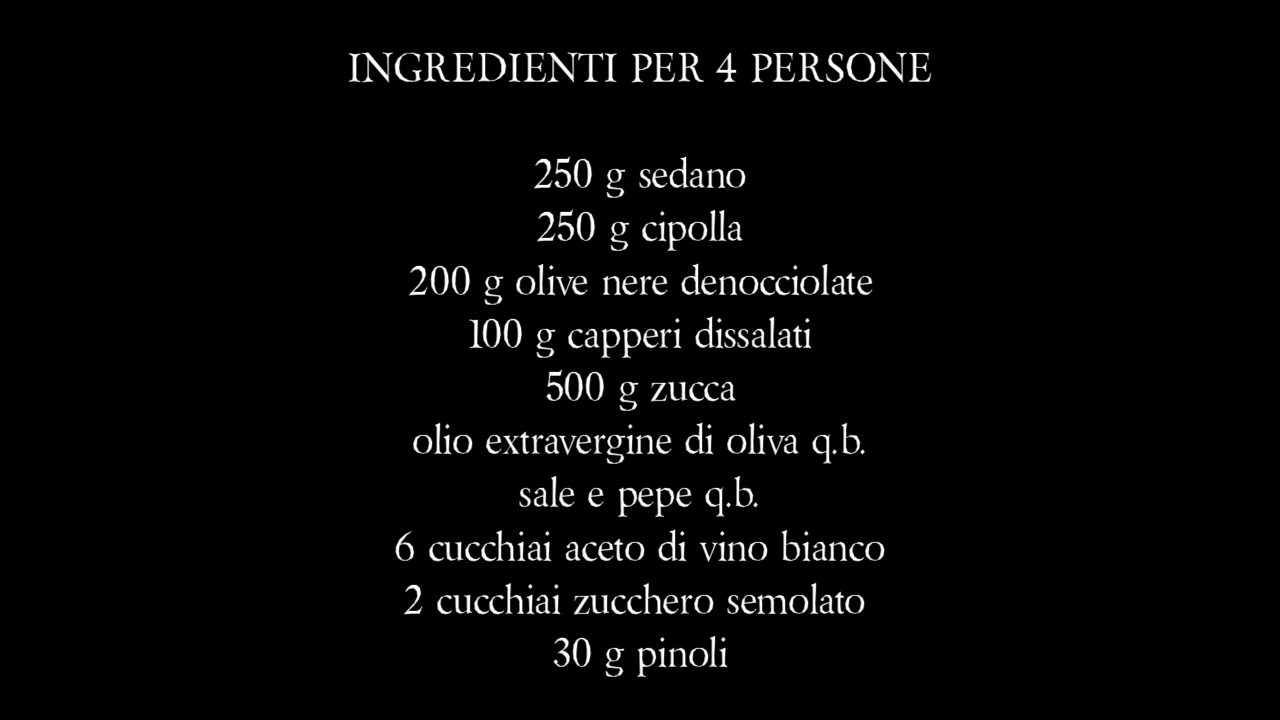 INGREDIENTI PER 4 PERSONE
250 g sedano
250 g cipolla
200 g olive nere denocciolate
100 g capperi dissalati
500 g zucca
olio extravergine di oliva q.b.
sale e pepe q.b.
6 cucchiai aceto di vino bianco
2 cucchiai zucchero semolato
30 g pinoli